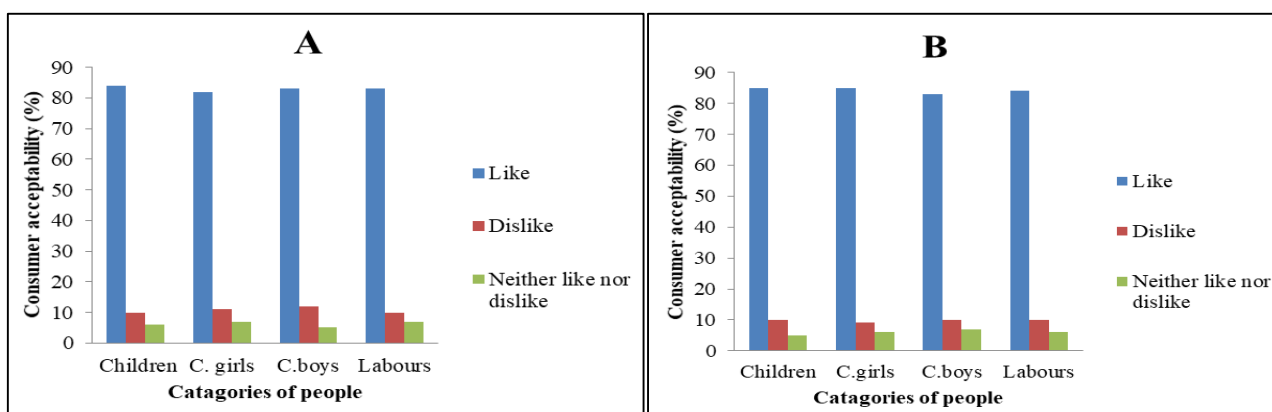 A
Consumer acceptability (%)
90
80
70
60
50
40
30
20
10
0
Children C. girls C.boys Labours
Catagories of people
Like
Dislike
Neither like nor
dislike
B
Consumer acceptability (%)
90
80
70
60
50
40
30
20
10
0
Children C.girls C.boys Labours
Catagories of people
Like
Dislike
Neither like nor
dislike